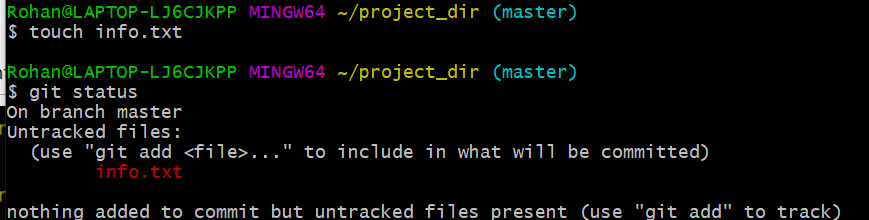 Rohan@LAPTOP-LJ6CJKPP MINGW64 ~/project_dir (master)
$ touch info.txt
Rohan@LAPTOP-LJ6CJKPP MINGW64 ~/project_dir (master)
$ git status
On branch master
Untracked files:
  (use "git add <file>..." to include in what will be committed)
        info.txt
nothing added to commit but untracked files present (use "git add" to track)